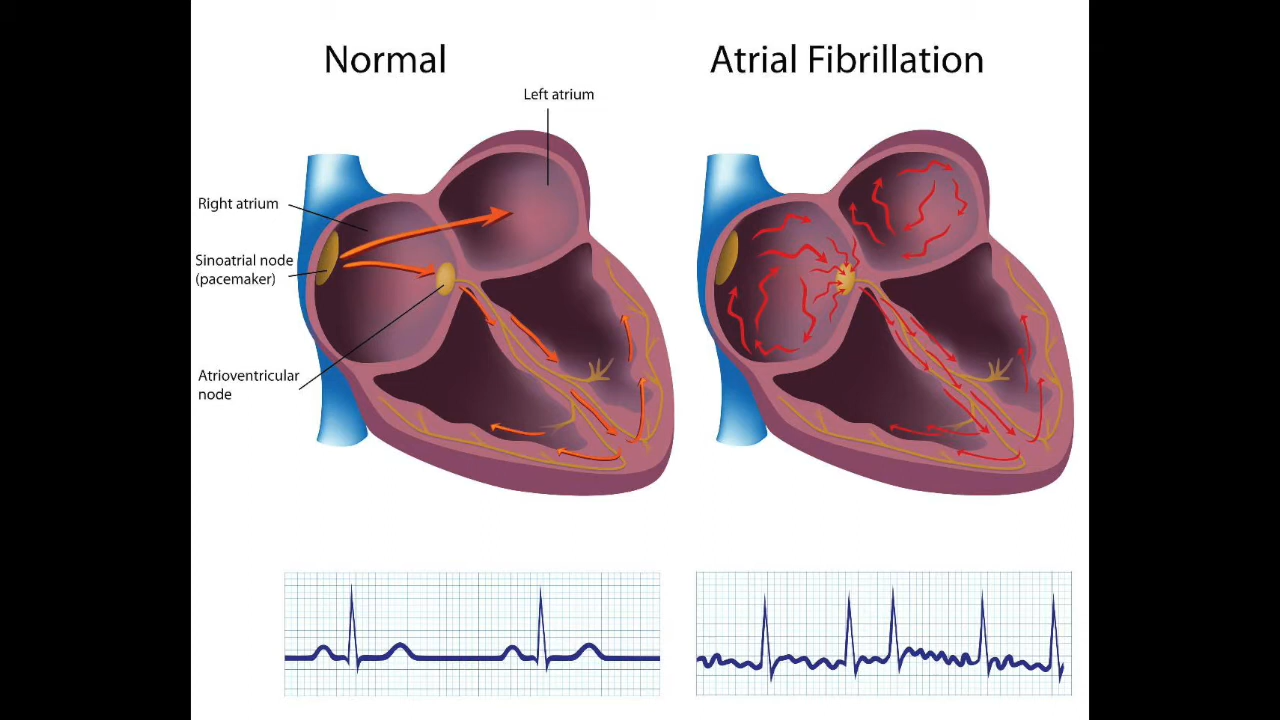 Normal
Atrial Fibrillation
Left atrium
Right atrium
Sinoatrial node
(pacemaker)
Atrioventricular
node